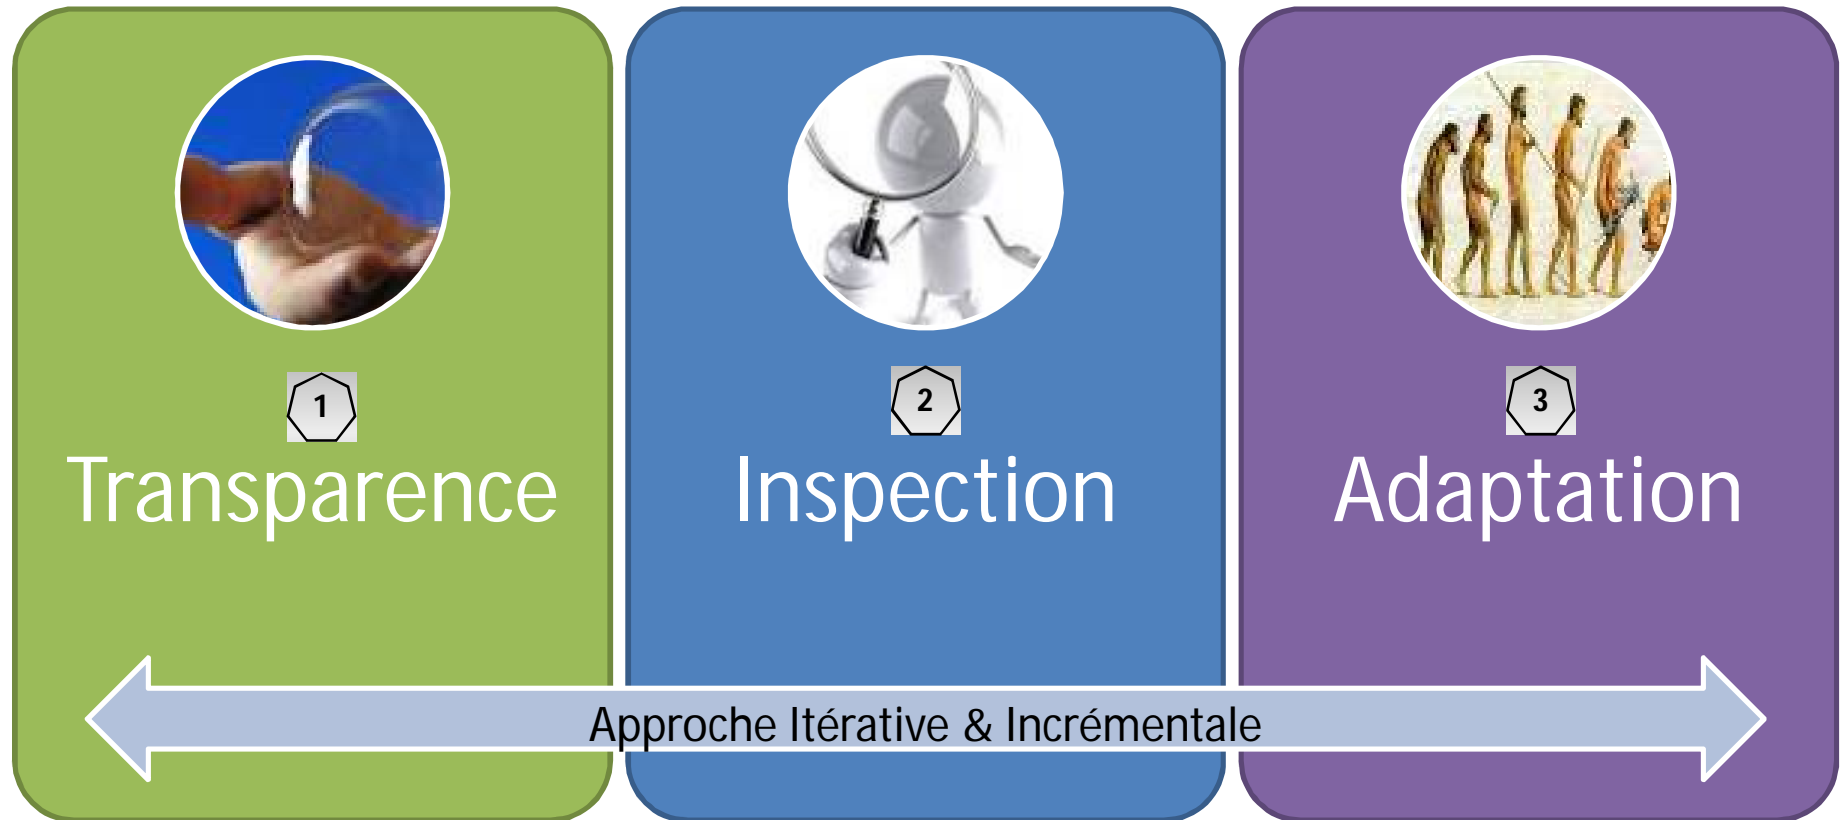 1
Transparence
2
Inspection
3
Adaptation
Approche Itérative & Incrémentale